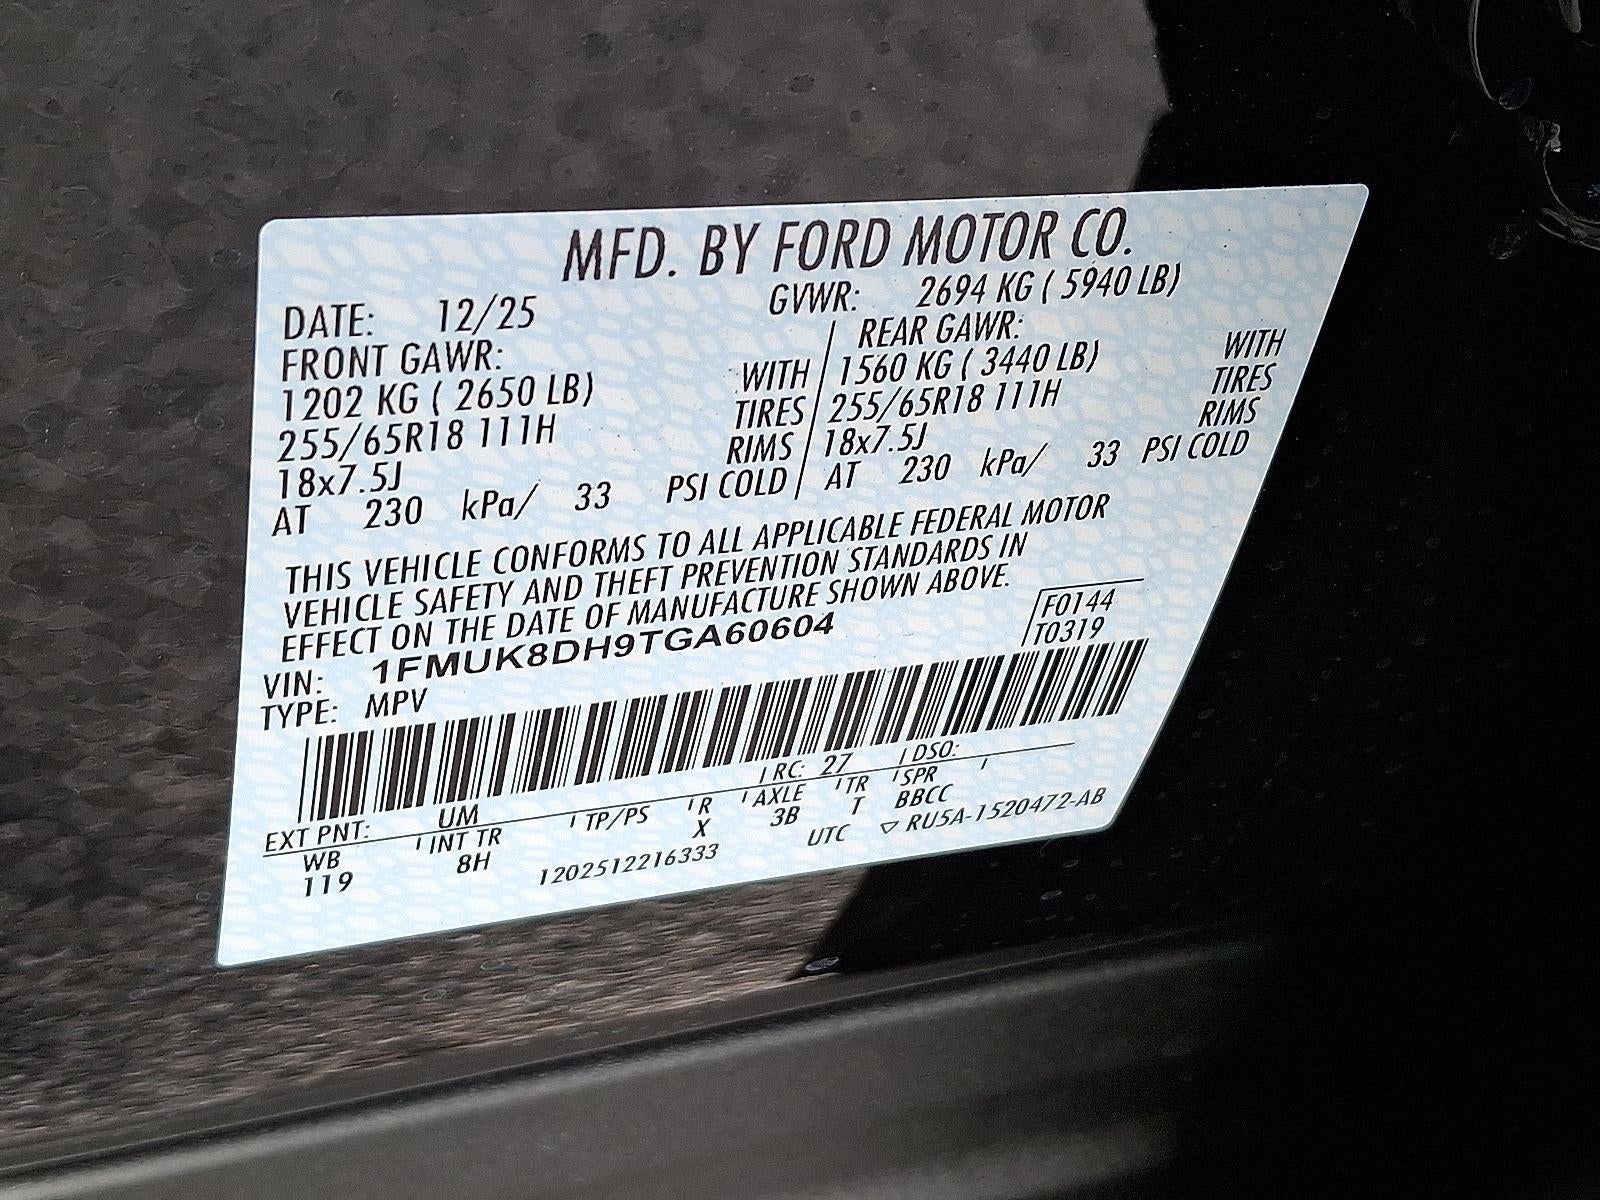 MFD. BY FORD MOTOR CO.
DATE: 12/25 GVWR: 2694 KG ( 5940 LB)
FRONT GAWR: REAR GAWR:
1202 KG ( 2650 LB) WITH 1560 KG ( 3440 LB) WITH
255/65R18 111H TIRES 255/65R18 111H TIRES
18x7.5J RIMS 18x7.5J RIMS
AT 230 kPa/ 33 PSI COLD AT 230 kPa/ 33 PSI COLD
THIS VEHICLE CONFORMS TO ALL APPLICABLE FEDERAL MOTOR
VEHICLE SAFETY AND THEFT PREVENTION STANDARDS IN
EFFECT ON THE DATE OF MANUFACTURE SHOWN ABOVE.
VIN: 1FMUK8DH9TGA60604 F0144
TYPE: MPV T0319
EXT PNT: UM RC: 27 DSO:
WB INT TR TP/PS R AXLE TR SPR
119 8H X 3B T BBCC
1202512216333 UTC ▽ RU5A-1520472-AB